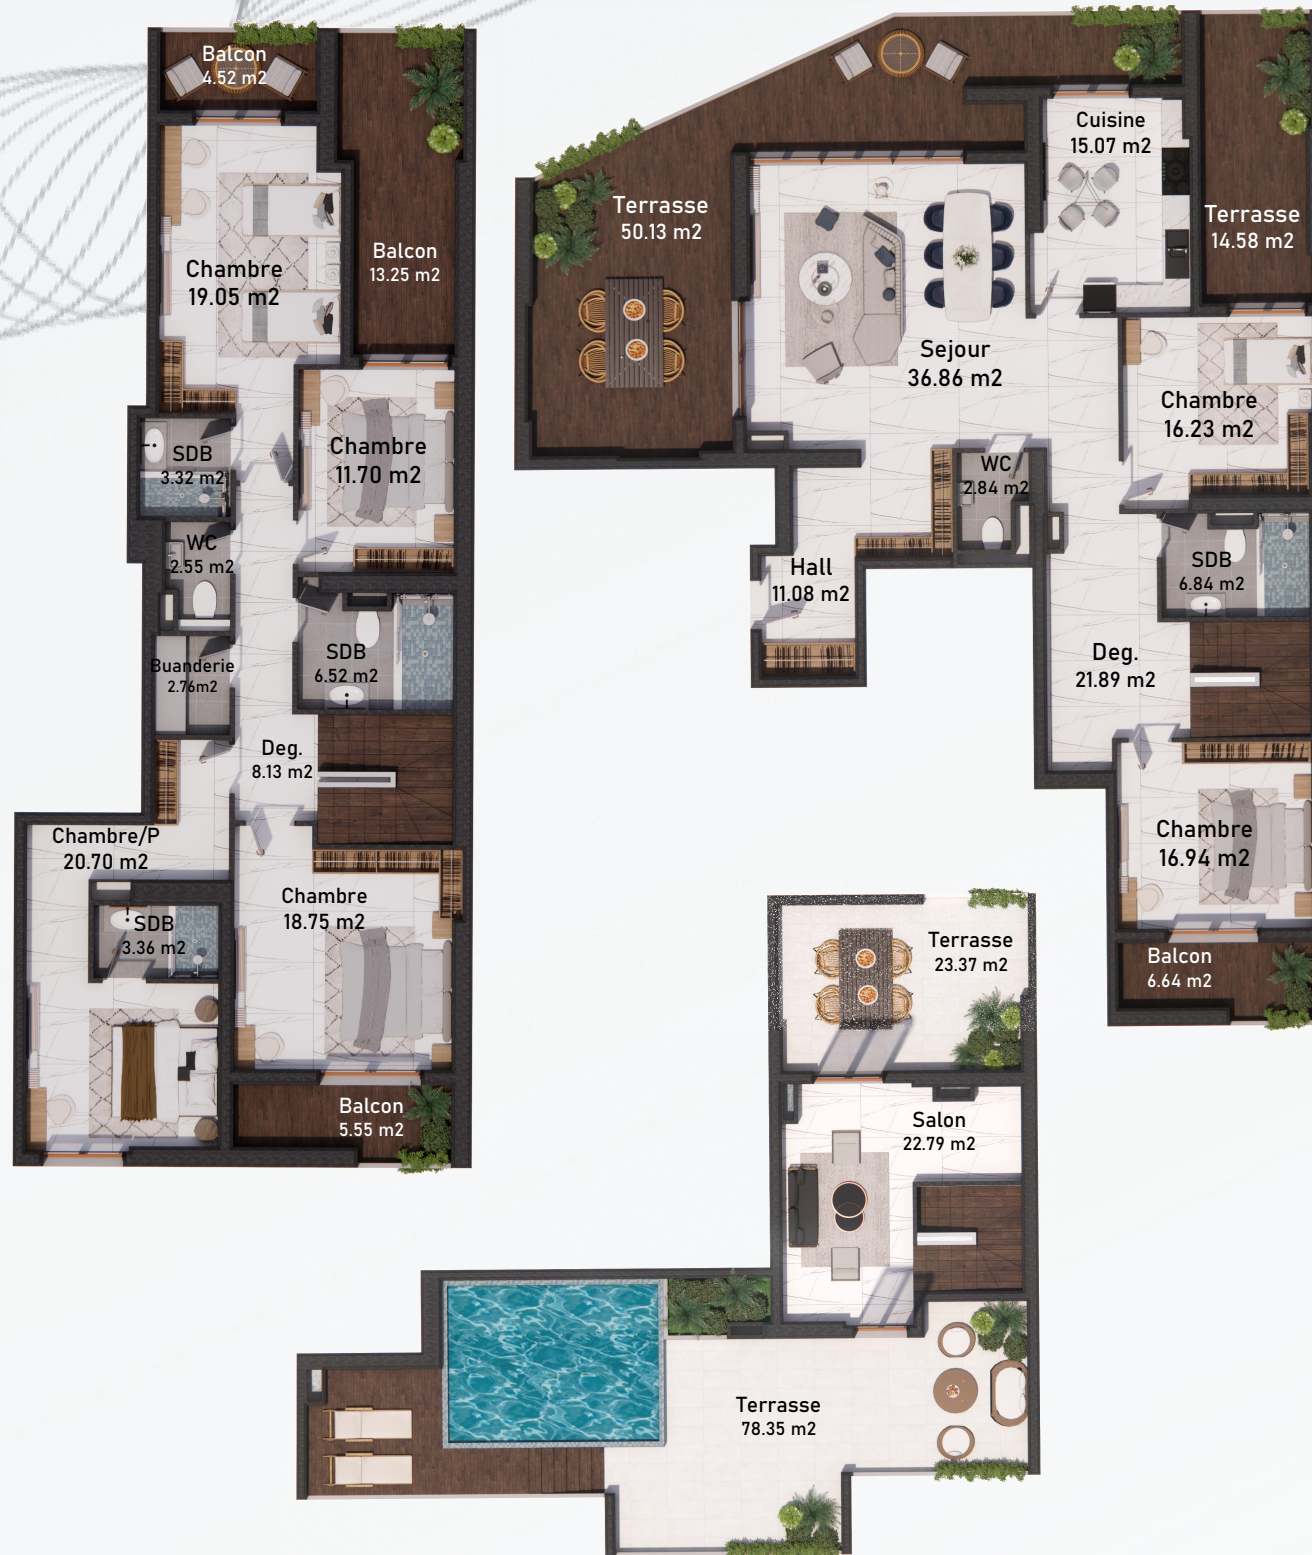 Balcon
4.52 m2
Balcon
13.25 m2
Chambre
19.05 m2
Chambre
11.70 m2
SDB
3.32 m2
WC
2.55 m2
SDB
6.52 m2
Buanderie
2.76m2
Deg.
8.13 m2
Chambre/P
20.70 m2
Chambre
18.75 m2
SDB
3.36 m2
Balcon
5.55 m2
Cuisine
15.07 m2
Terrasse
50.13 m2
Terrasse
14.58 m2
Sejour
36.86 m2
Chambre
16.23 m2
WC
2.84 m2
Hall
11.08 m2
SDB
6.84 m2
Deg.
21.89 m2
Chambre
16.94 m2
Balcon
6.64 m2
Terrasse
23.37 m2
Salon
22.79 m2
Terrasse
78.35 m2